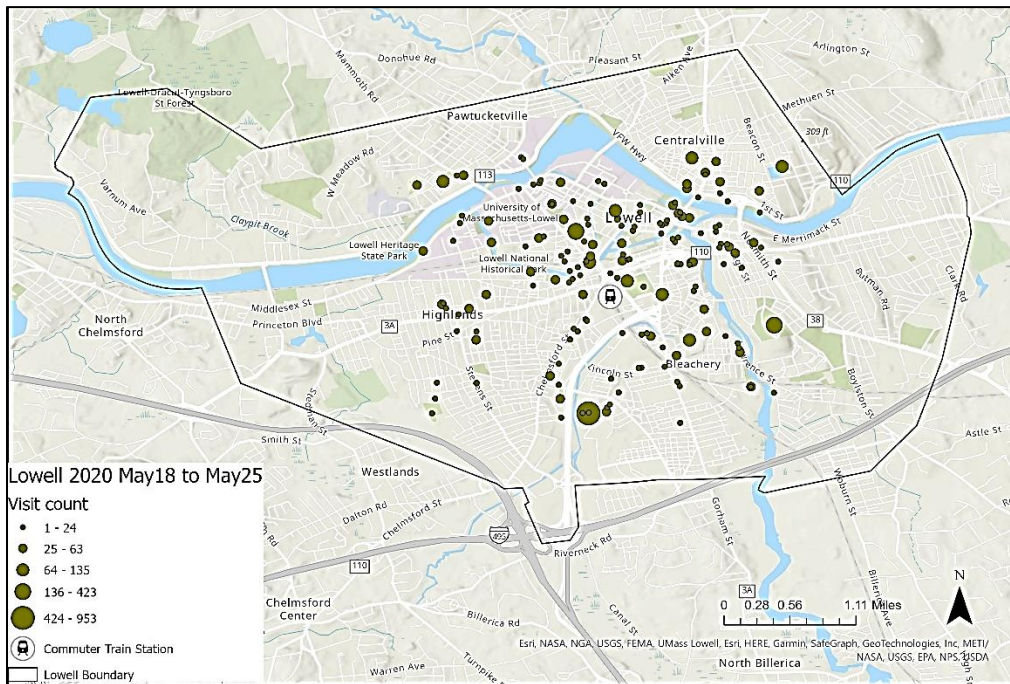 Arlington St
Pleasant St
Donohue Rd
Mammoth Rd
Aiken Ave
Lowell-Dracut-Tyngsboro
St Forest
Methuen St
Pawtucketville
Beacon St
309 ft
VFW Hwy
Centralville
W Meadow Rd
113
110
Varnum Ave
1st St
University of
Massachusetts-Lowell
Lowell
Claypit Brook
E Merrimack St
Lowell Heritage
State Park
Lowell National
Historical Park
110
Butman Rd
Clark Rd
Middlesex St
North
Chelmsford
Princeton Blvd
3A
Highlands
38
Pine St
Chelmsford St
Bleachery
Lincoln St
Stevens St
Boylston St
Stedman St
Smith St
Astle St
Westlands
Woburn St
Lowell 2020 May18 to May25
Visit count
1 - 24
25 - 63
64 - 135
136 - 423
424 - 953
Commuter Train Station
Lowell Boundary
Dalton Rd
Chelmsford St
Gorham St
495
Riverneck Rd
110
3A
Billerica Ave
N
Chelmsford
Center
0 0.28 0.56 1.11 Miles
Billerica Rd
Canal St
Esri, NASA, NGA, USGS, FEMA, UMass Lowell, Esri, HERE, Garmin, SafeGraph, GeoTechnologies, Inc, METI/
NASA, USGS, EPA, NPS, USDA
North Billerica
Warren Ave
Turnpike